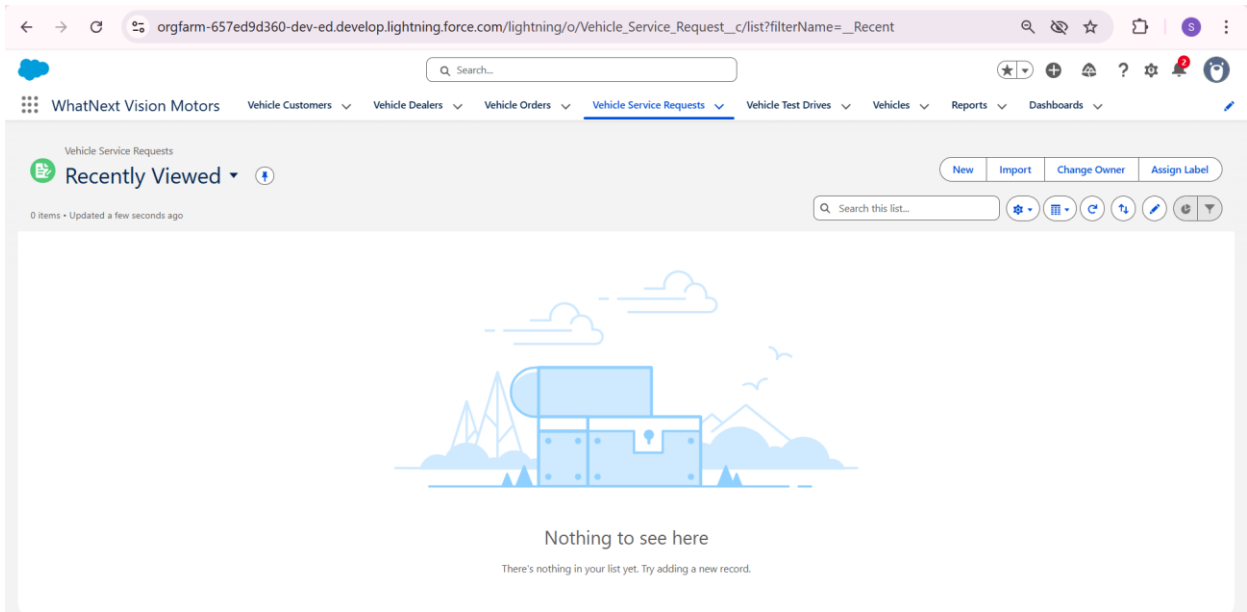 orgfarm-657ed9d360-dev-ed.develop.lightning.force.com/lightning/o/Vehicle_Service_Request__c/list?filterName=__Recent
S
Search...
2
WhatNext Vision Motors Vehicle Customers Vehicle Dealers Vehicle Orders Vehicle Service Requests Vehicle Test Drives Vehicles Reports Dashboards
Vehicle Service Requests
Recently Viewed
New Import Change Owner Assign Label
0 items • Updated a few seconds ago
Search this list...
Nothing to see here
There's nothing in your list yet. Try adding a new record.